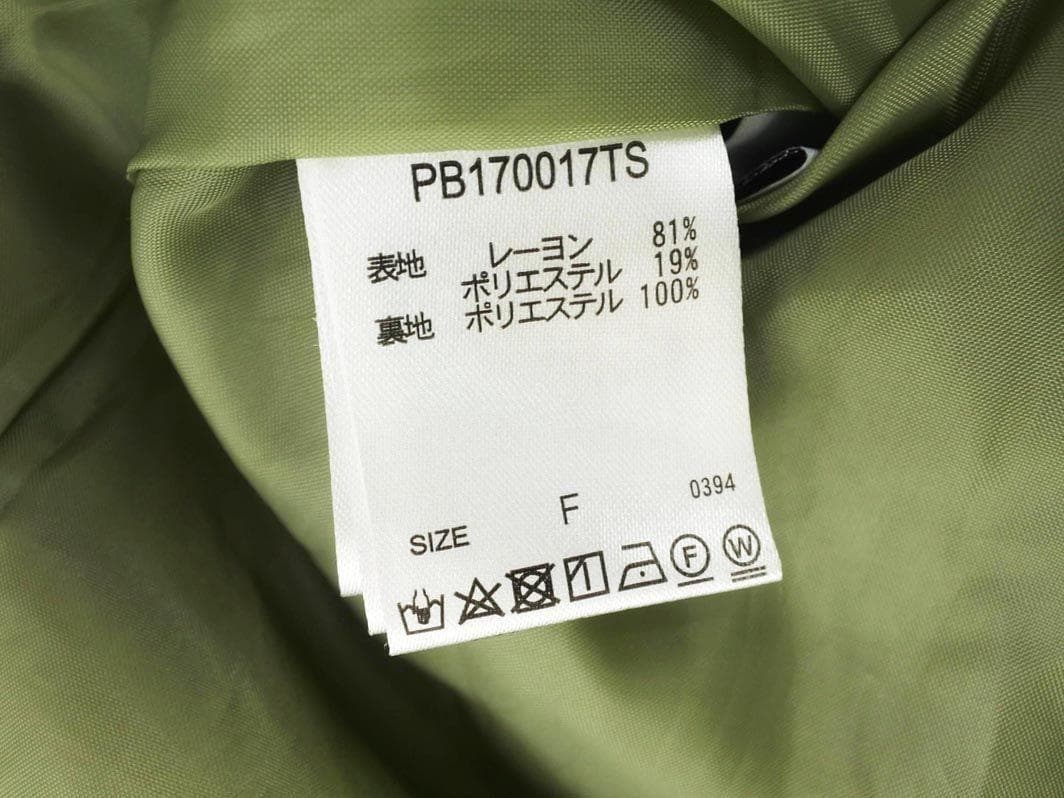 PB170017TS
表地 レーヨン 81%
ポリエステル 19%
裏地 ポリエステル 100%
0394
SIZE F
F W